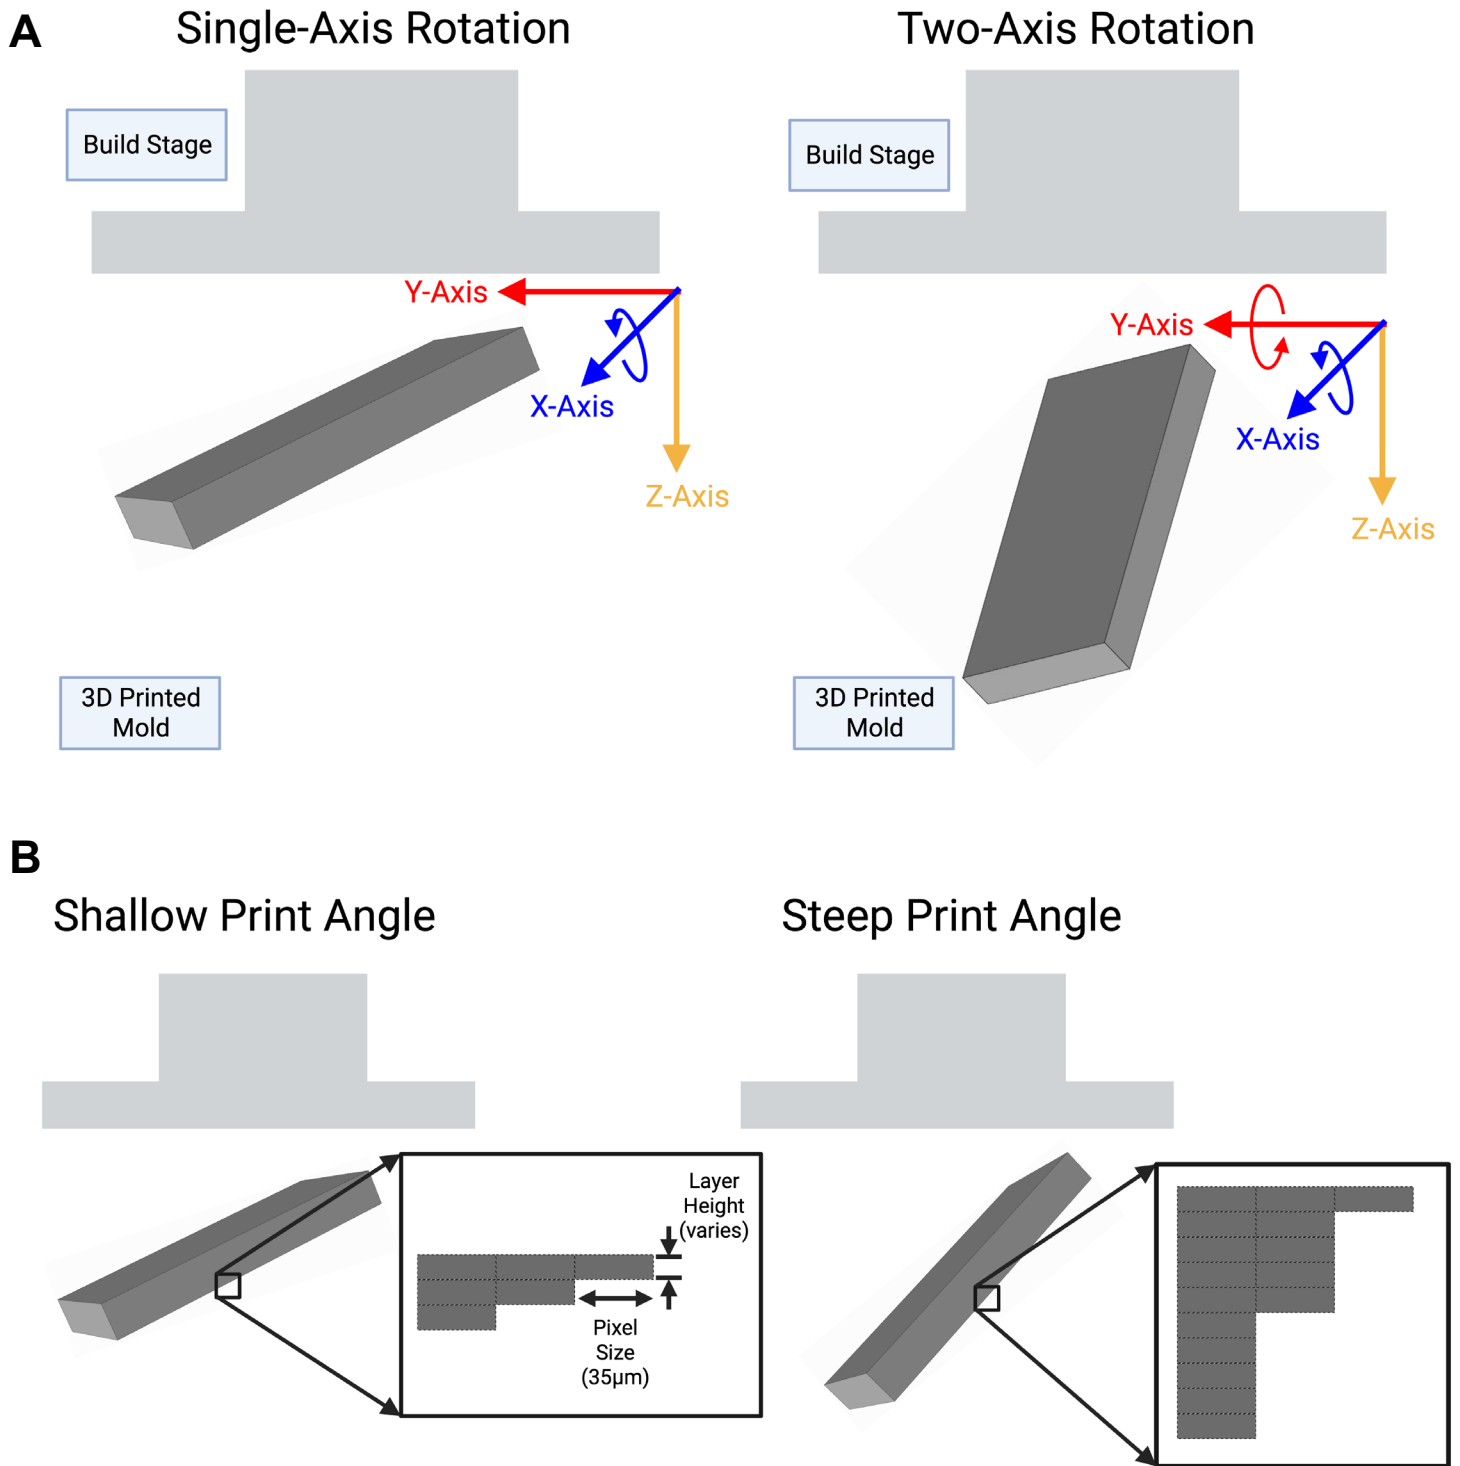 A
Single-Axis Rotation
Two-Axis Rotation
Build Stage
Build Stage
Y-Axis
X-Axis
Z-Axis
Y-Axis
X-Axis
Z-Axis
3D Printed
Mold
3D Printed
Mold
B
Shallow Print Angle
Steep Print Angle
Layer
Height
(varies)
Pixel
Size
(35µm)